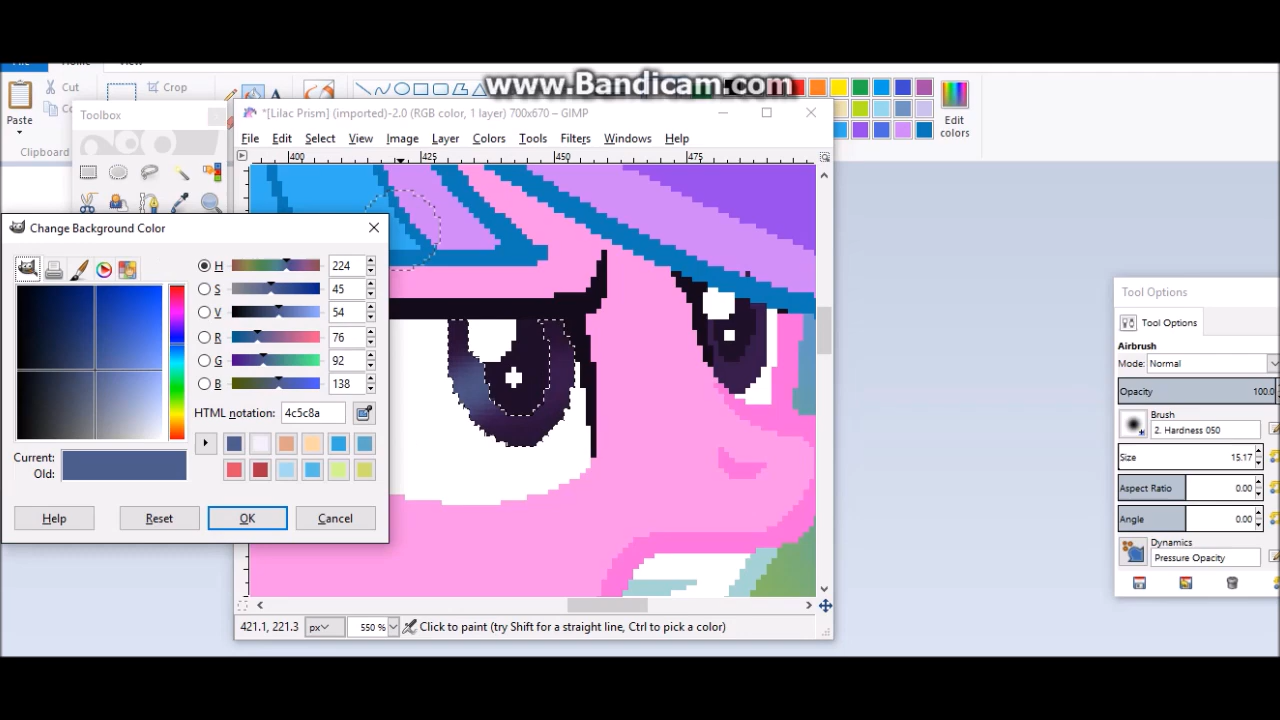 www.Bandicam.com
Cut
Crop
Paste
Clipboard
Edit
colors
Toolbox
*[Lilac Prism] (imported)-2.0 (RGB color, 1 layer) 700x670 – GIMP
File Edit Select View Image Layer Colors Tools Filters Windows Help
400 425 450 475
Change Background Color
H 224
S 45
V 54
R 76
G 92
B 138
HTML notation: 4c5c8a
Current:
Old:
Help Reset OK Cancel
421.1, 221.3 px 550 % Click to paint (try Shift for a straight line, Ctrl to pick a color)
Tool Options
Tool Options
Airbrush
Mode: Normal
Opacity 100.0
Brush
2. Hardness 050
Size 15.17
Aspect Ratio 0.00
Angle 0.00
Dynamics
Pressure Opacity